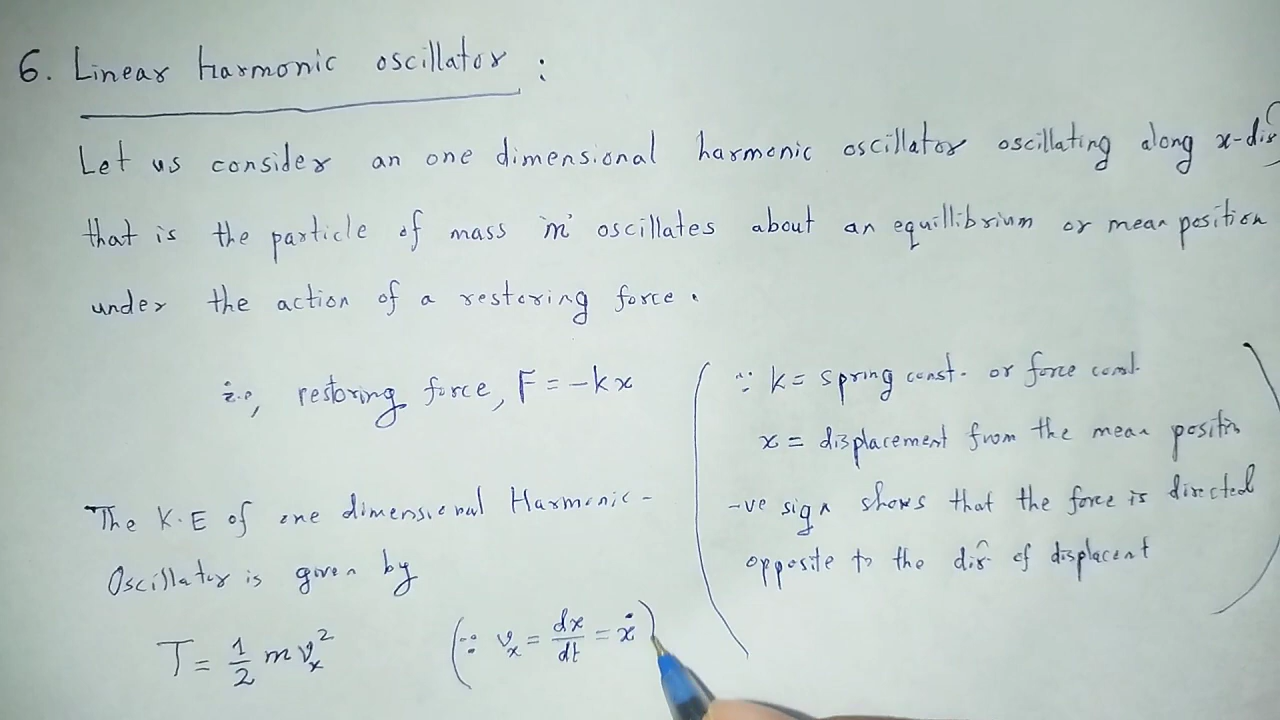 6. Linear harmonic oscillator :
Let us consider an one dimensional harmonic oscillator oscillating along x-dir
that is the particle of mass 'm' oscillates about an equillibrium or mean position
under the action of a restoring force.
i.e, restoring force, F = -kx
(∵ k = spring const. or force const.
x = displacement from the mean positin
-ve sign shows that the force is directed
opposite to the dirⁿ of displacent)
The K.E of one dimensional Harmonic-
Oscillator is given by
T = 1/2 m v_x^2 (∵ v_x = dx/dt = ẋ)